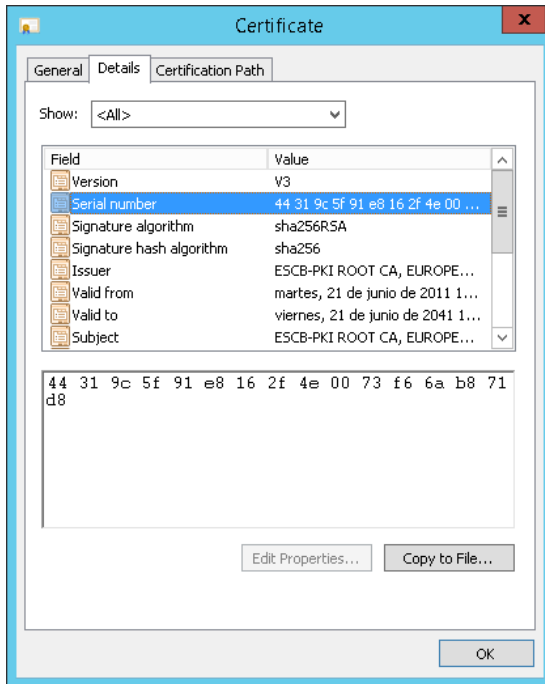 Certificate
x
General Details Certification Path
Show: <All>
Field Value
Version V3
Serial number 44 31 9c 5f 91 e8 16 2f 4e 00 ...
Signature algorithm sha256RSA
Signature hash algorithm sha256
Issuer ESCB-PKI ROOT CA, EUROPE...
Valid from martes, 21 de junio de 2011 1...
Valid to viernes, 21 de junio de 2041 1...
Subject ESCB-PKI ROOT CA, EUROPE...
44 31 9c 5f 91 e8 16 2f 4e 00 73 f6 6a b8 71
d8
Edit Properties... Copy to File...
OK